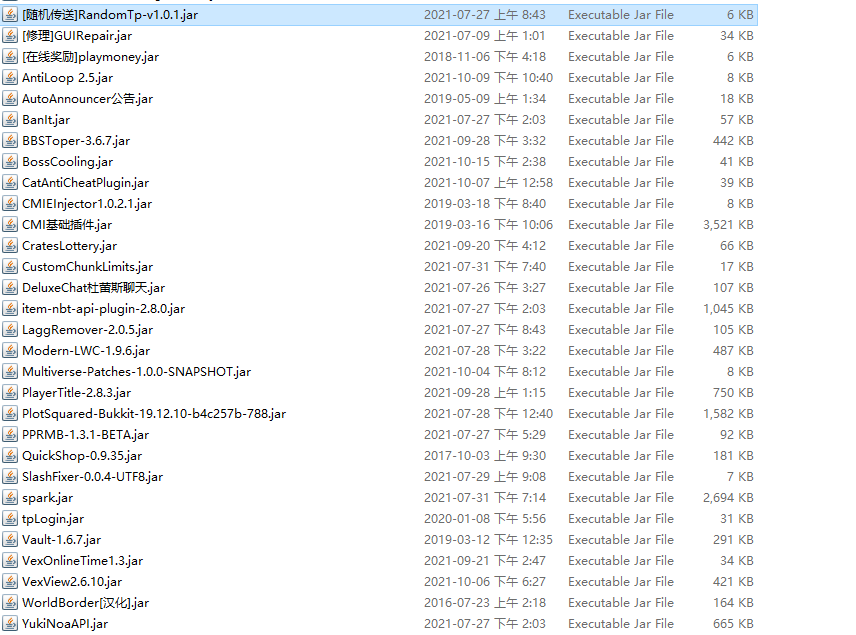 [随机传送]RandomTp-v1.0.1.jar 2021-07-27 上午 8:43 Executable Jar File 6 KB
[修理]GUIRepair.jar 2021-07-09 上午 1:01 Executable Jar File 34 KB
[在线奖励]playmoney.jar 2018-11-06 下午 4:18 Executable Jar File 6 KB
AntiLoop 2.5.jar 2021-10-09 下午 10:40 Executable Jar File 8 KB
AutoAnnouncer公告.jar 2019-05-09 上午 1:34 Executable Jar File 18 KB
BanIt.jar 2021-07-27 下午 2:03 Executable Jar File 57 KB
BBSToper-3.6.7.jar 2021-09-28 下午 3:32 Executable Jar File 442 KB
BossCooling.jar 2021-10-15 下午 2:38 Executable Jar File 41 KB
CatAntiCheatPlugin.jar 2021-10-07 上午 12:58 Executable Jar File 39 KB
CMIEInjector1.0.2.1.jar 2019-03-18 下午 8:40 Executable Jar File 8 KB
CMI基础插件.jar 2019-03-16 下午 10:06 Executable Jar File 3,521 KB
CratesLottery.jar 2021-09-20 下午 4:12 Executable Jar File 66 KB
CustomChunkLimits.jar 2021-07-31 下午 7:40 Executable Jar File 17 KB
DeluxeChat杜蕾斯聊天.jar 2021-07-26 下午 3:27 Executable Jar File 107 KB
item-nbt-api-plugin-2.8.0.jar 2021-07-27 下午 2:03 Executable Jar File 1,045 KB
LaggRemover-2.0.5.jar 2021-07-27 上午 8:43 Executable Jar File 105 KB
Modern-LWC-1.9.6.jar 2021-07-28 下午 3:22 Executable Jar File 487 KB
Multiverse-Patches-1.0.0-SNAPSHOT.jar 2021-10-04 下午 8:12 Executable Jar File 8 KB
PlayerTitle-2.8.3.jar 2021-09-28 上午 1:15 Executable Jar File 750 KB
PlotSquared-Bukkit-19.12.10-b4c257b-788.jar 2021-07-28 下午 12:40 Executable Jar File 1,582 KB
PPRMB-1.3.1-BETA.jar 2021-07-27 下午 5:29 Executable Jar File 92 KB
QuickShop-0.9.35.jar 2017-10-03 上午 9:30 Executable Jar File 181 KB
SlashFixer-0.0.4-UTF8.jar 2021-07-29 上午 9:08 Executable Jar File 7 KB
spark.jar 2021-07-31 下午 7:14 Executable Jar File 2,694 KB
tpLogin.jar 2020-01-08 下午 5:56 Executable Jar File 31 KB
Vault-1.6.7.jar 2019-03-12 下午 12:35 Executable Jar File 291 KB
VexOnlineTime1.3.jar 2021-09-21 下午 2:47 Executable Jar File 34 KB
VexView2.6.10.jar 2021-10-06 下午 6:27 Executable Jar File 421 KB
WorldBorder[汉化].jar 2016-07-23 上午 2:18 Executable Jar File 164 KB
YukiNoaAPI.jar 2021-07-27 下午 2:03 Executable Jar File 665 KB